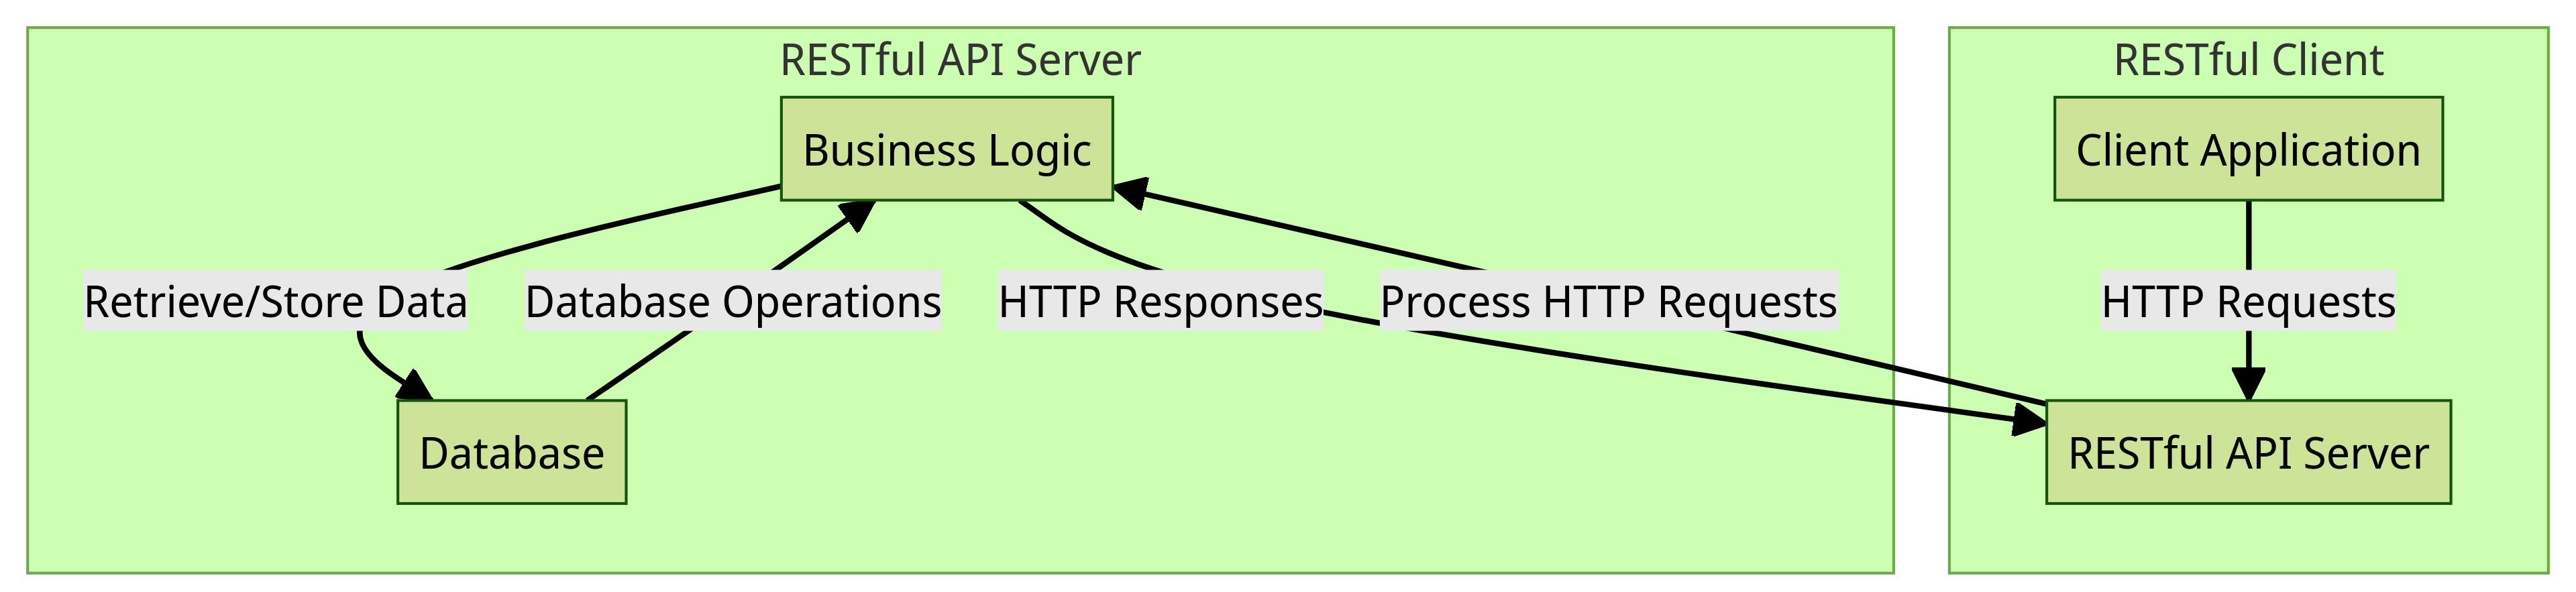 RESTful API Server
Business Logic
Retrieve/Store Data
Database Operations
HTTP Responses
Process HTTP Requests
Database
RESTful Client
Client Application
HTTP Requests
RESTful API Server